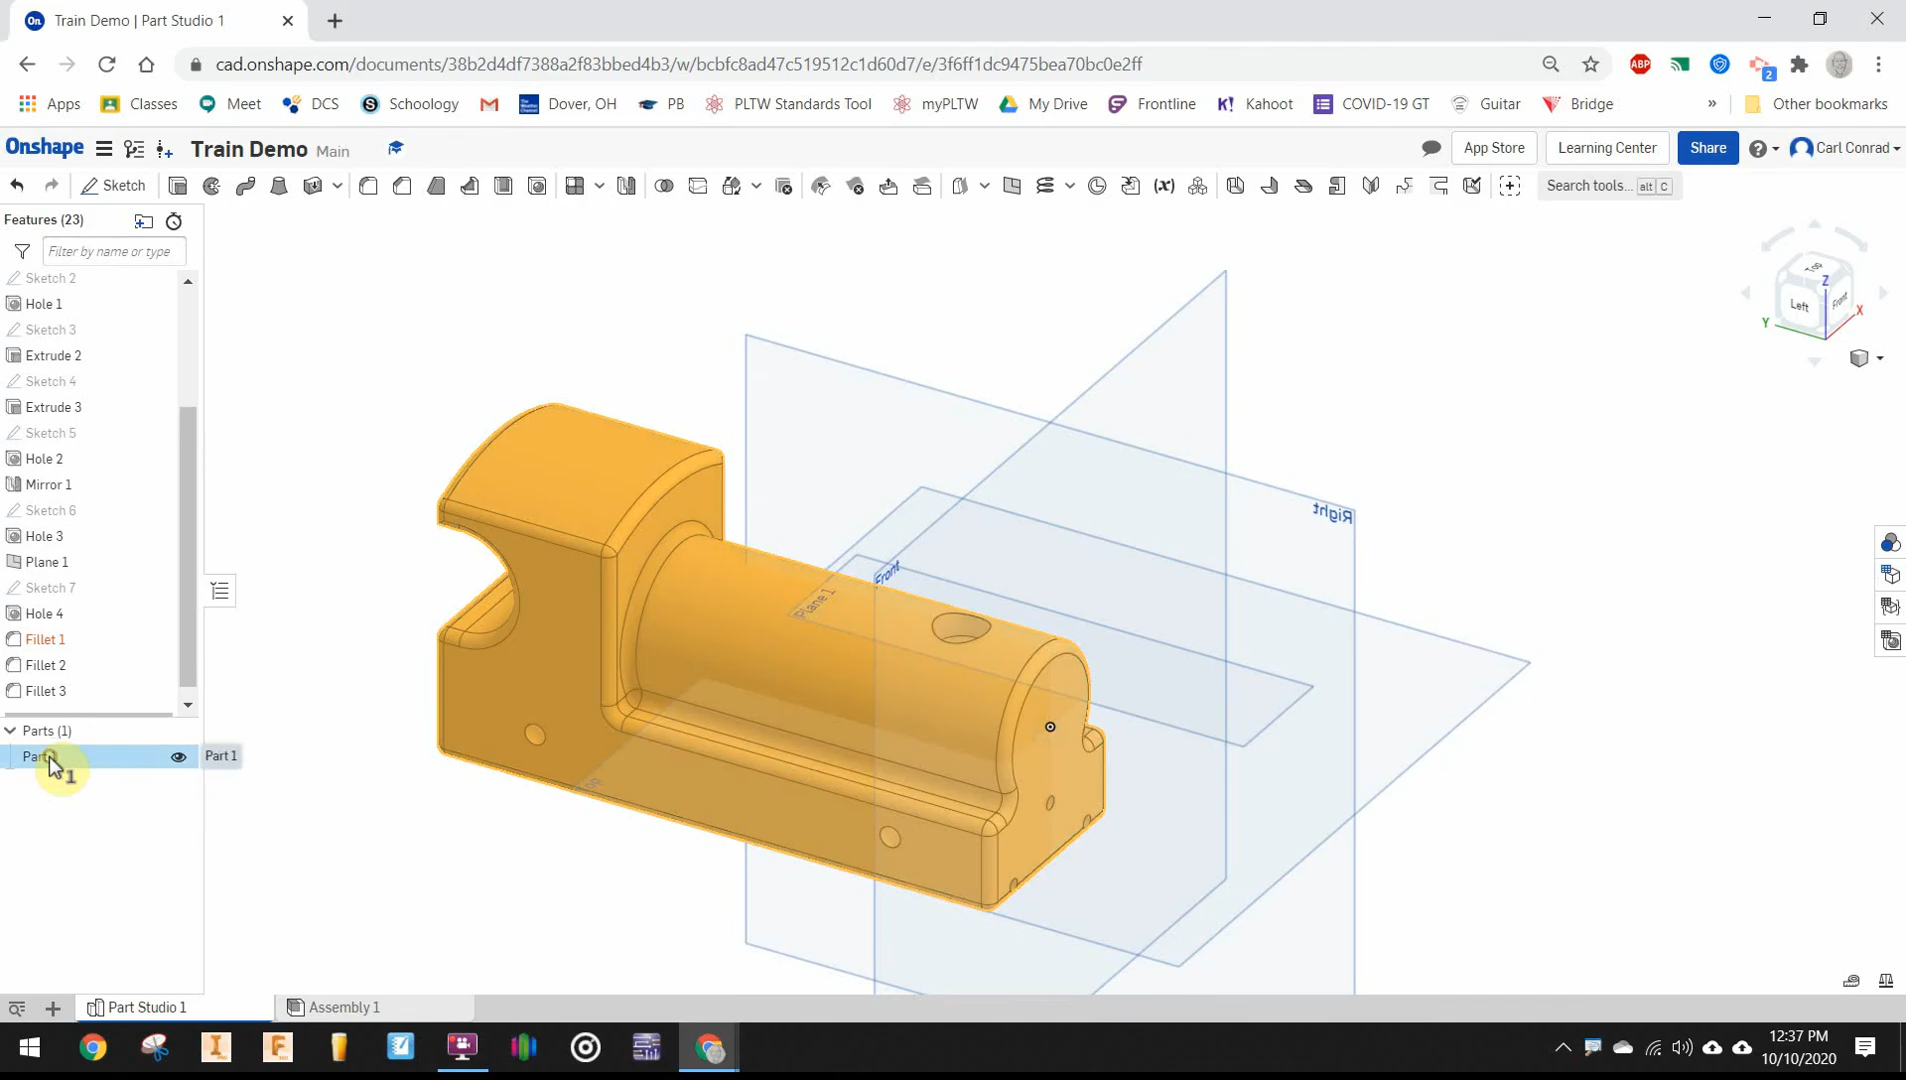 Train Demo | Part Studio 1
cad.onshape.com/documents/38b2d4df7388a2f83bbed4b3/w/bcbfc8ad47c519512c1d60d7/e/3f6ff1dc9475bea70bc0e2ff
ABP
2
Apps
Classes
Meet
DCS
Schoology
Dover, OH
PB
PLTW Standards Tool
myPLTW
My Drive
Frontline
Kahoot
COVID-19 GT
Guitar
Bridge
»
Other bookmarks
Onshape
Train Demo Main
App Store
Learning Center
Share
Carl Conrad
Sketch
Search tools... alt C
Features (23)
Filter by name or type
Sketch 2
Hole 1
Sketch 3
Extrude 2
Sketch 4
Extrude 3
Sketch 5
Hole 2
Mirror 1
Sketch 6
Hole 3
Plane 1
Sketch 7
Hole 4
Fillet 1
Fillet 2
Fillet 3
Parts (1)
Part 1
1
Top
Left
Front
Z
X
Y
Right
Front
Plane 1
Top
Part Studio 1
Assembly 1
12:37 PM
10/10/2020